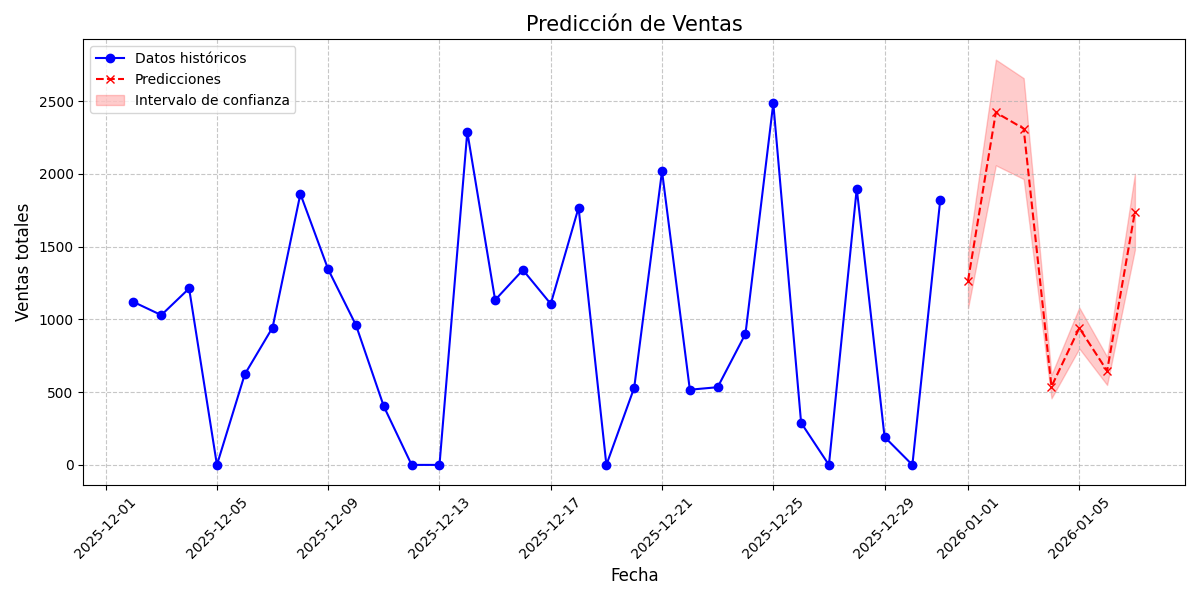 Predicción de Ventas
Datos históricos
Predicciones
Intervalo de confianza
Ventas totales
2500
2000
1500
1000
500
0
2025-12-01
2025-12-05
2025-12-09
2025-12-13
2025-12-17
2025-12-21
2025-12-25
2025-12-29
2026-01-01
2026-01-05
Fecha